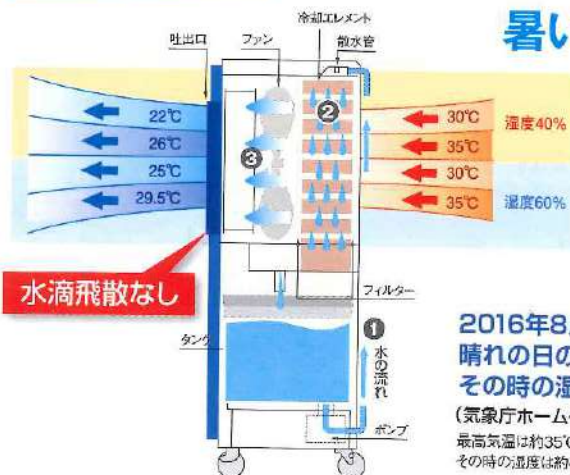 冷却エレメント
吐出口
ファン
散水管
暑い
22℃
26℃
25℃
29.5℃
②
③
30℃
35℃
30℃
35℃
湿度40%
湿度60%
水滴飛散なし
フィルター
タンク
①
水の流れ
ポンプ
2016年8
晴れの日の
その時の湿
(気象庁ホーム
最高気温は約35℃
その時の湿度は約